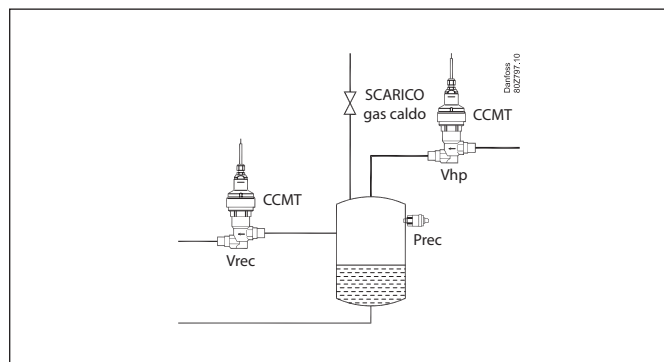 Danfoss
80Z797.10
SCARICO
gas caldo
CCMT
Vhp
CCMT
Prec
Vrec